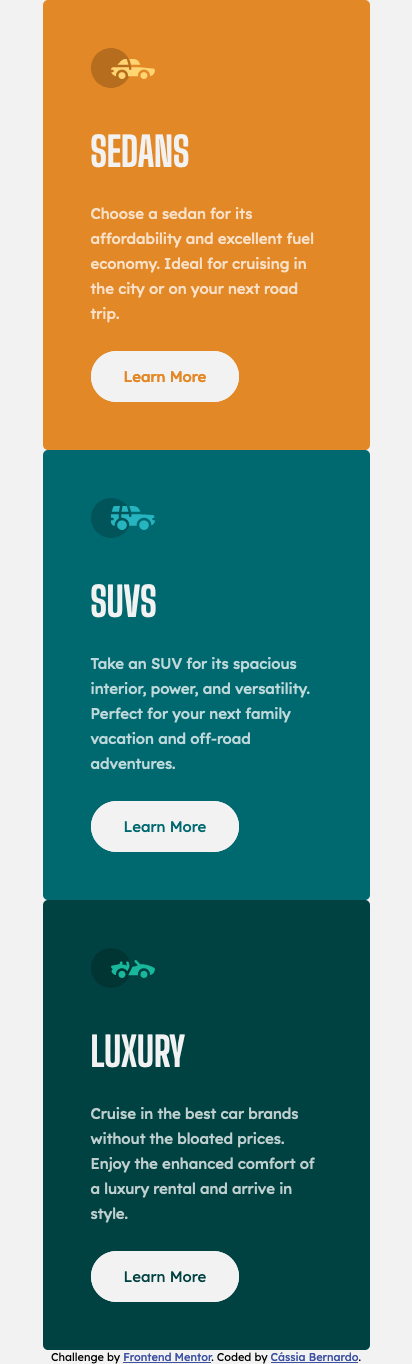 SEDANS
Choose a sedan for its
affordability and excellent fuel
economy. Ideal for cruising in
the city or on your next road
trip.
Learn More
SUVS
Take an SUV for its spacious
interior, power, and versatility.
Perfect for your next family
vacation and off-road
adventures.
Learn More
LUXURY
Cruise in the best car brands
without the bloated prices.
Enjoy the enhanced comfort of
a luxury rental and arrive in
style.
Learn More
Challenge by Frontend Mentor. Coded by Cássia Bernardo.